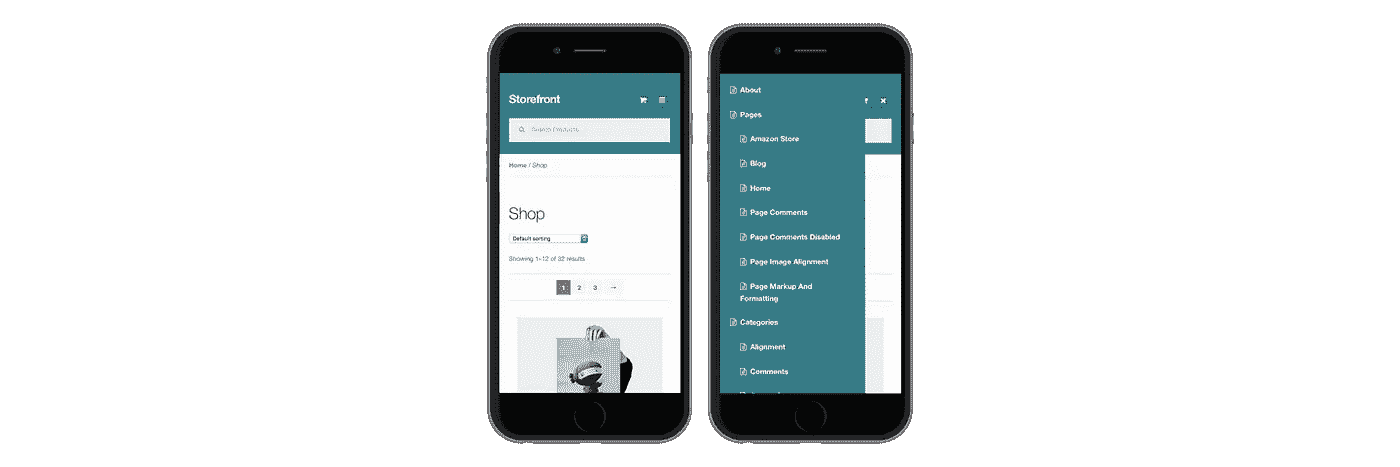 Storefront
Search Products
Home / Shop
Shop
Default sorting
Showing 1–12 of 32 results
1 2 3 →
About
Pages
Amazon Store
Blog
Home
Page Comments
Page Comments Disabled
Page Image Alignment
Page Markup And
Formatting
Categories
Alignment
Comments